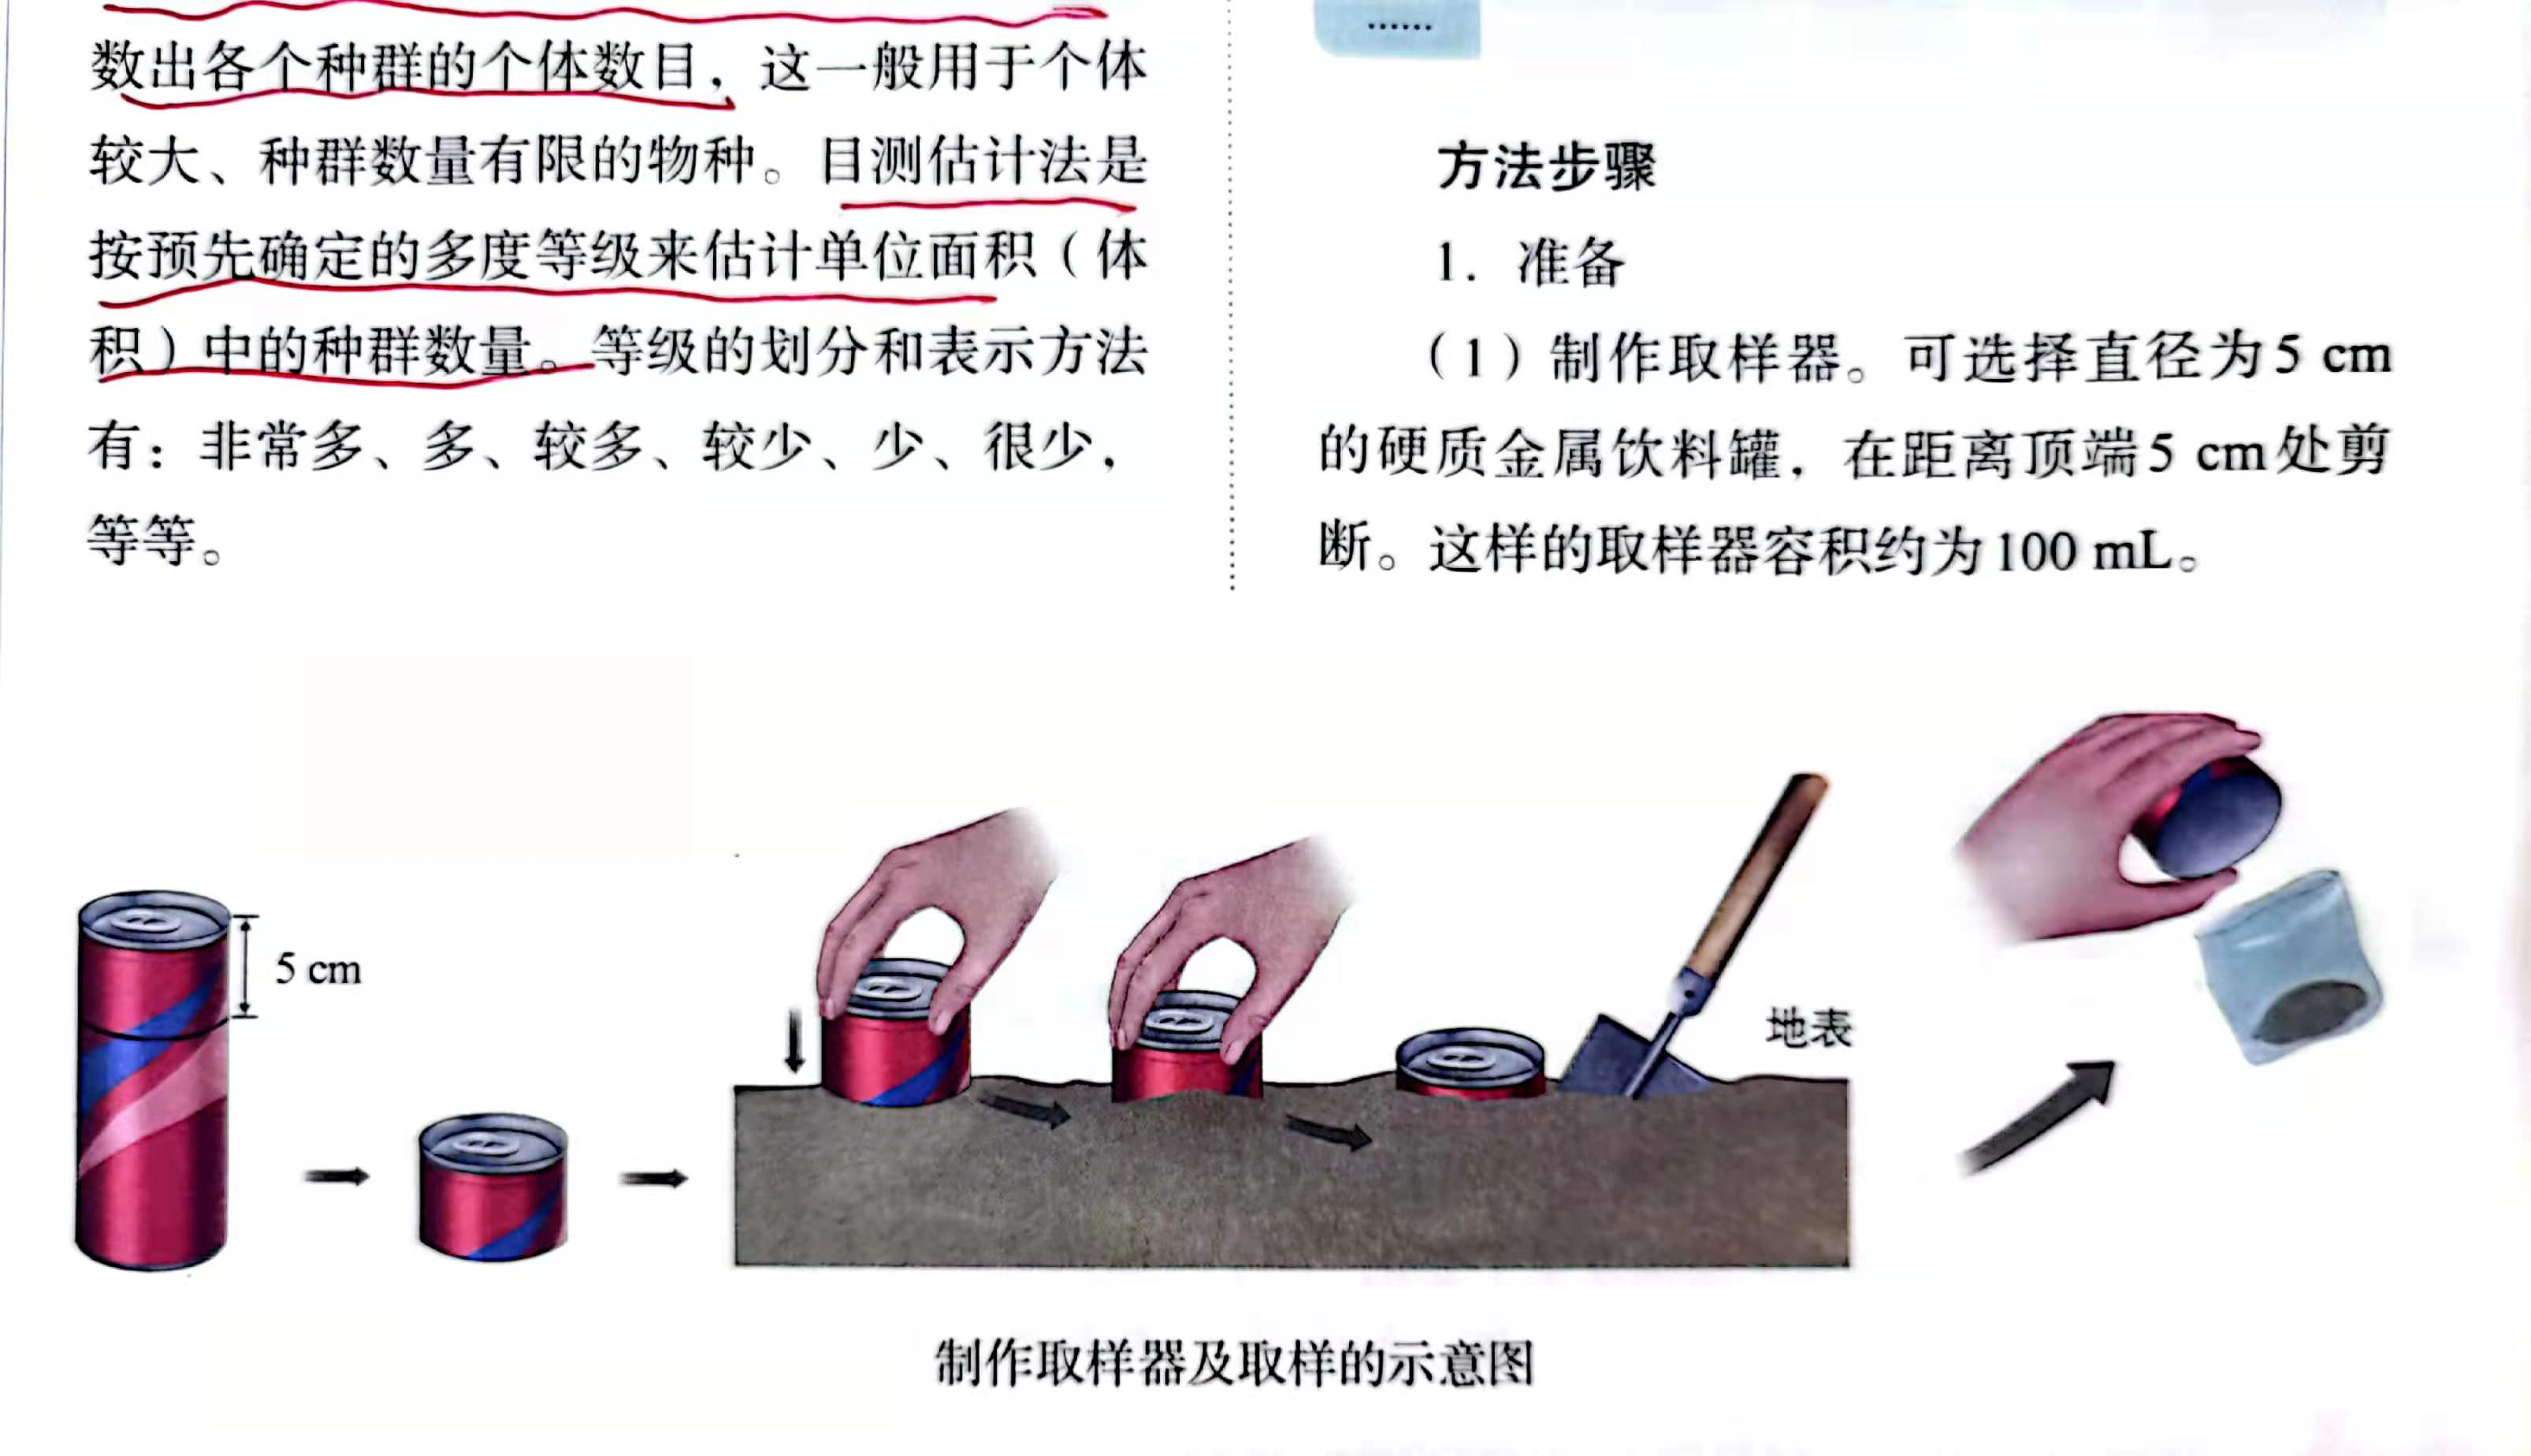 数出各个种群的个体数目，这一般用于个体
较大、种群数量有限的物种。目测估计法是
按预先确定的多度等级来估计单位面积（体
积）中的种群数量。等级的划分和表示方法
有：非常多、多、较多、较少、少、很少，
等等。
……
方法步骤
1. 准备
（1）制作取样器。可选择直径为5 cm
的硬质金属饮料罐，在距离顶端5 cm处剪
断。这样的取样器容积约为100 mL。
5 cm
地表
制作取样器及取样的示意图